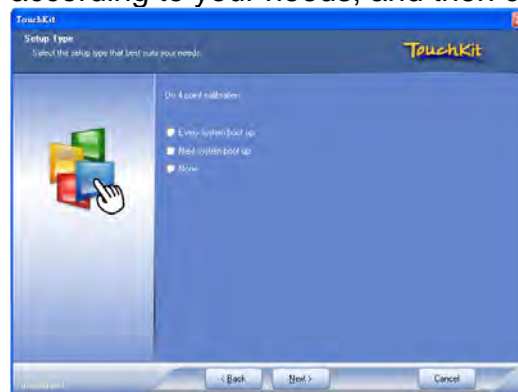 according to your needs, and then c
TouchKit
Setup Type
Select the setup type that best suits your needs.
TouchKit
Do 4 point calibration:
Every system boot up
Next system boot up
None
< Back
Next >
Cancel